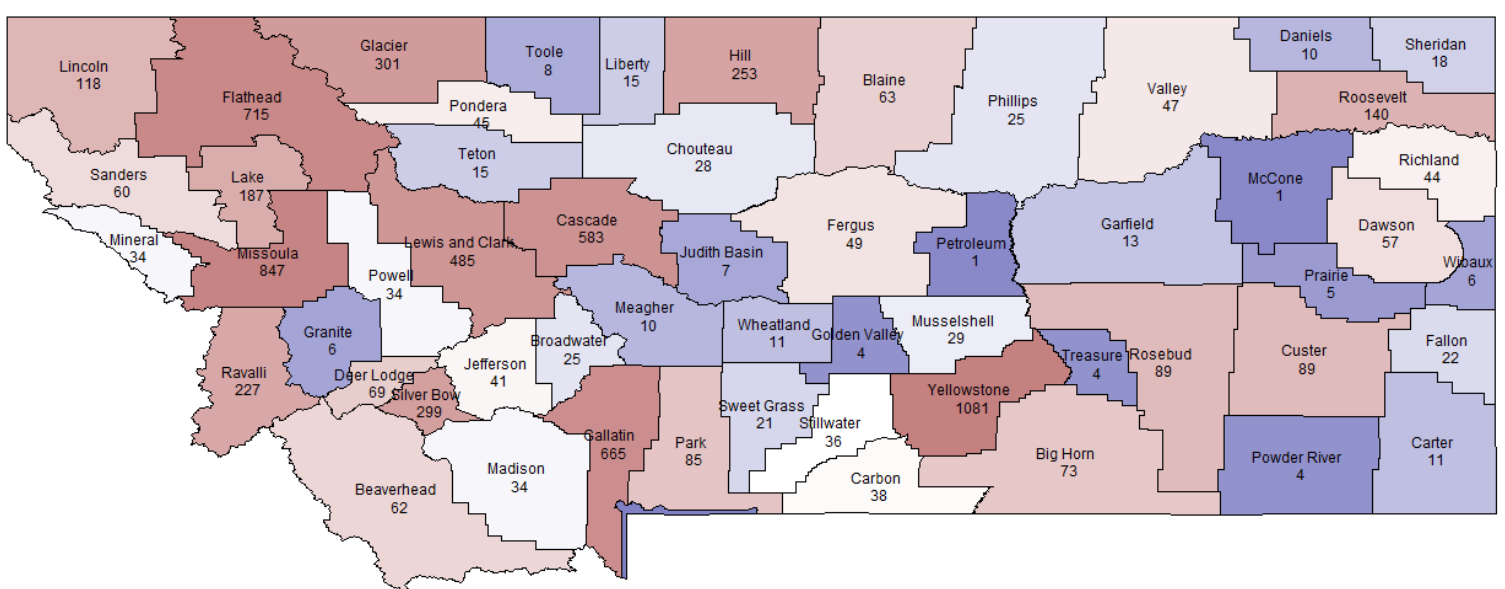 Lincoln
118
Flathead
715
Glacier
301
Toole
8
Liberty
15
Hill
253
Blaine
63
Phillips
25
Valley
47
Daniels
10
Sheridan
18
Roosevelt
140
Pondera
45
Teton
15
Chouteau
28
Sanders
60
Lake
187
McCone
1
Richland
44
Mineral
34
Missoula
847
Powell
34
Lewis and Clark
485
Cascade
583
Judith Basin
7
Fergus
49
Petroleum
1
Garfield
13
Dawson
57
Prairie
5
Wibaux
6
Granite
6
Meagher
10
Wheatland
11
Golden Valley
4
Musselshell
29
Broadwater
25
Jefferson
41
Ravalli
227
Deer Lodge
69
Silver Bow
299
Treasure
4
Rosebud
89
Custer
89
Fallon
22
Yellowstone
1081
Sweet Grass
21
Stillwater
36
Gallatin
665
Park
85
Madison
34
Beaverhead
62
Carbon
38
Big Horn
73
Powder River
4
Carter
11